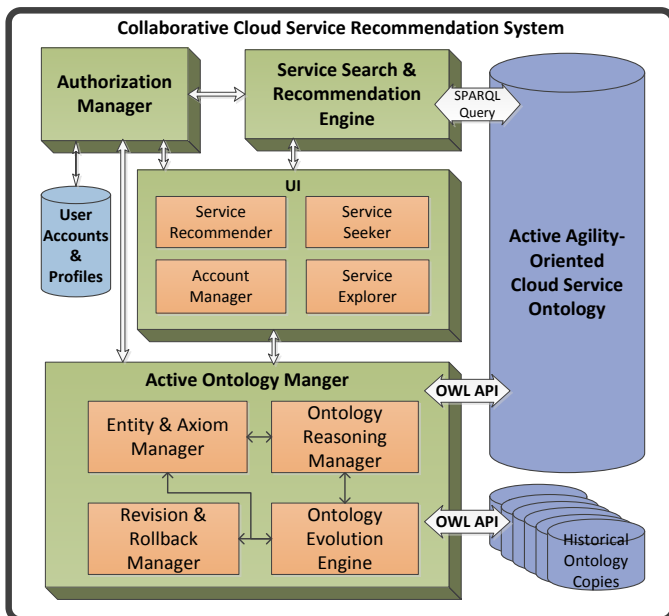 Collaborative Cloud Service Recommendation System
Authorization
Manager
Service Search &
Recommendation
Engine
SPARQL
Query
User
Accounts
&
Profiles
UI
Service
Recommender
Service
Seeker
Account
Manager
Service
Explorer
Active Agility-
Oriented
Cloud Service
Ontology
Active Ontology Manger
OWL API
Entity & Axiom
Manager
Ontology
Reasoning
Manager
Revision &
Rollback
Manager
Ontology
Evolution
Engine
OWL API
Historical
Ontology
Copies